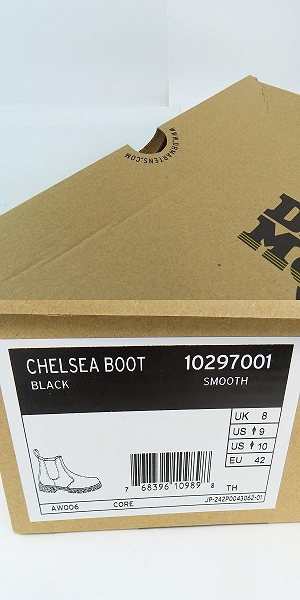 WWW.DRMARTENS.COM
D
M
CHELSEA BOOT 10297001
BLACK SMOOTH
UK 8
US 9
US 10
EU 42
7 68396 10989 8 TH
AW006 CORE JP-242P0043062-01